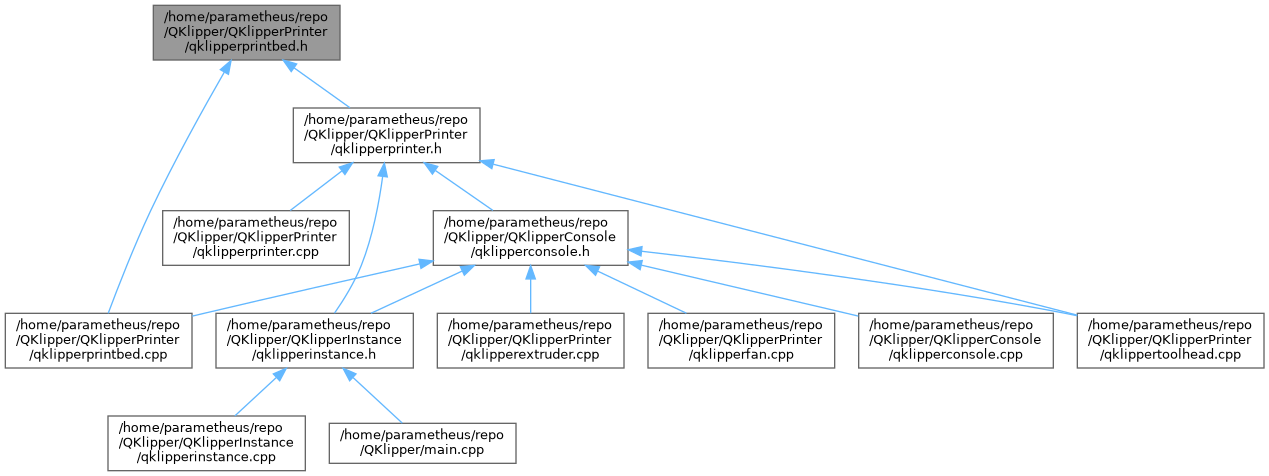 /home/parametheus/repo
/QKlipper/QKlipperPrinter
/qklipperprintbed.h
/home/parametheus/repo
/QKlipper/QKlipperPrinter
/qklipperprinter.h
/home/parametheus/repo
/QKlipper/QKlipperPrinter
/qklipperprinter.cpp
/home/parametheus/repo
/QKlipper/QKlipperConsole
/qklipperconsole.h
/home/parametheus/repo
/QKlipper/QKlipperPrinter
/qklipperprintbed.cpp
/home/parametheus/repo
/QKlipper/QKlipperInstance
/qklipperinstance.h
/home/parametheus/repo
/QKlipper/QKlipperPrinter
/qklipperextruder.cpp
/home/parametheus/repo
/QKlipper/QKlipperPrinter
/qklipperfan.cpp
/home/parametheus/repo
/QKlipper/QKlipperConsole
/qklipperconsole.cpp
/home/parametheus/repo
/QKlipper/QKlipperPrinter
/qklippertoolhead.cpp
/home/parametheus/repo
/QKlipper/QKlipperInstance
/qklipperinstance.cpp
/home/parametheus/repo
/QKlipper/main.cpp